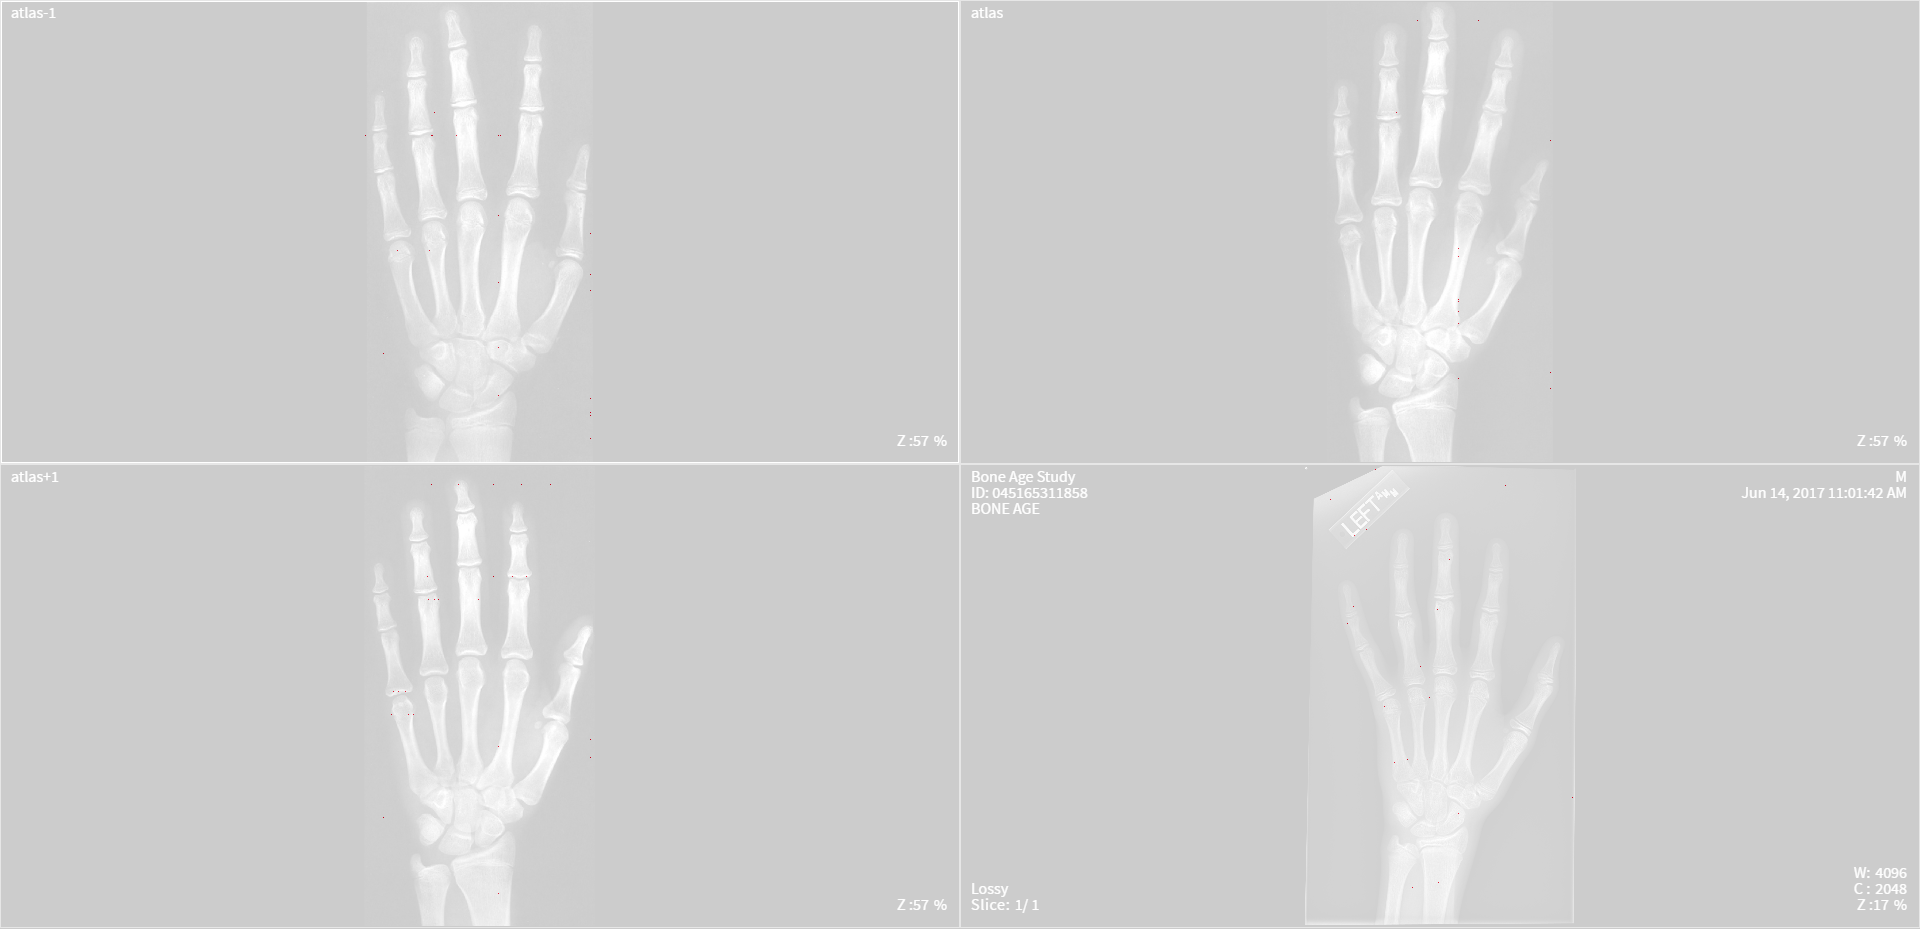 atlas-1
Z :57 %
atlas
Z :57 %
atlas+1
Z :57 %
Bone Age Study
ID: 045165311858
BONE AGE
M
Jun 14, 2017 11:01:42 AM
LEFT AMM
Lossy
Slice: 1/ 1
W: 4096
C : 2048
Z :17 %